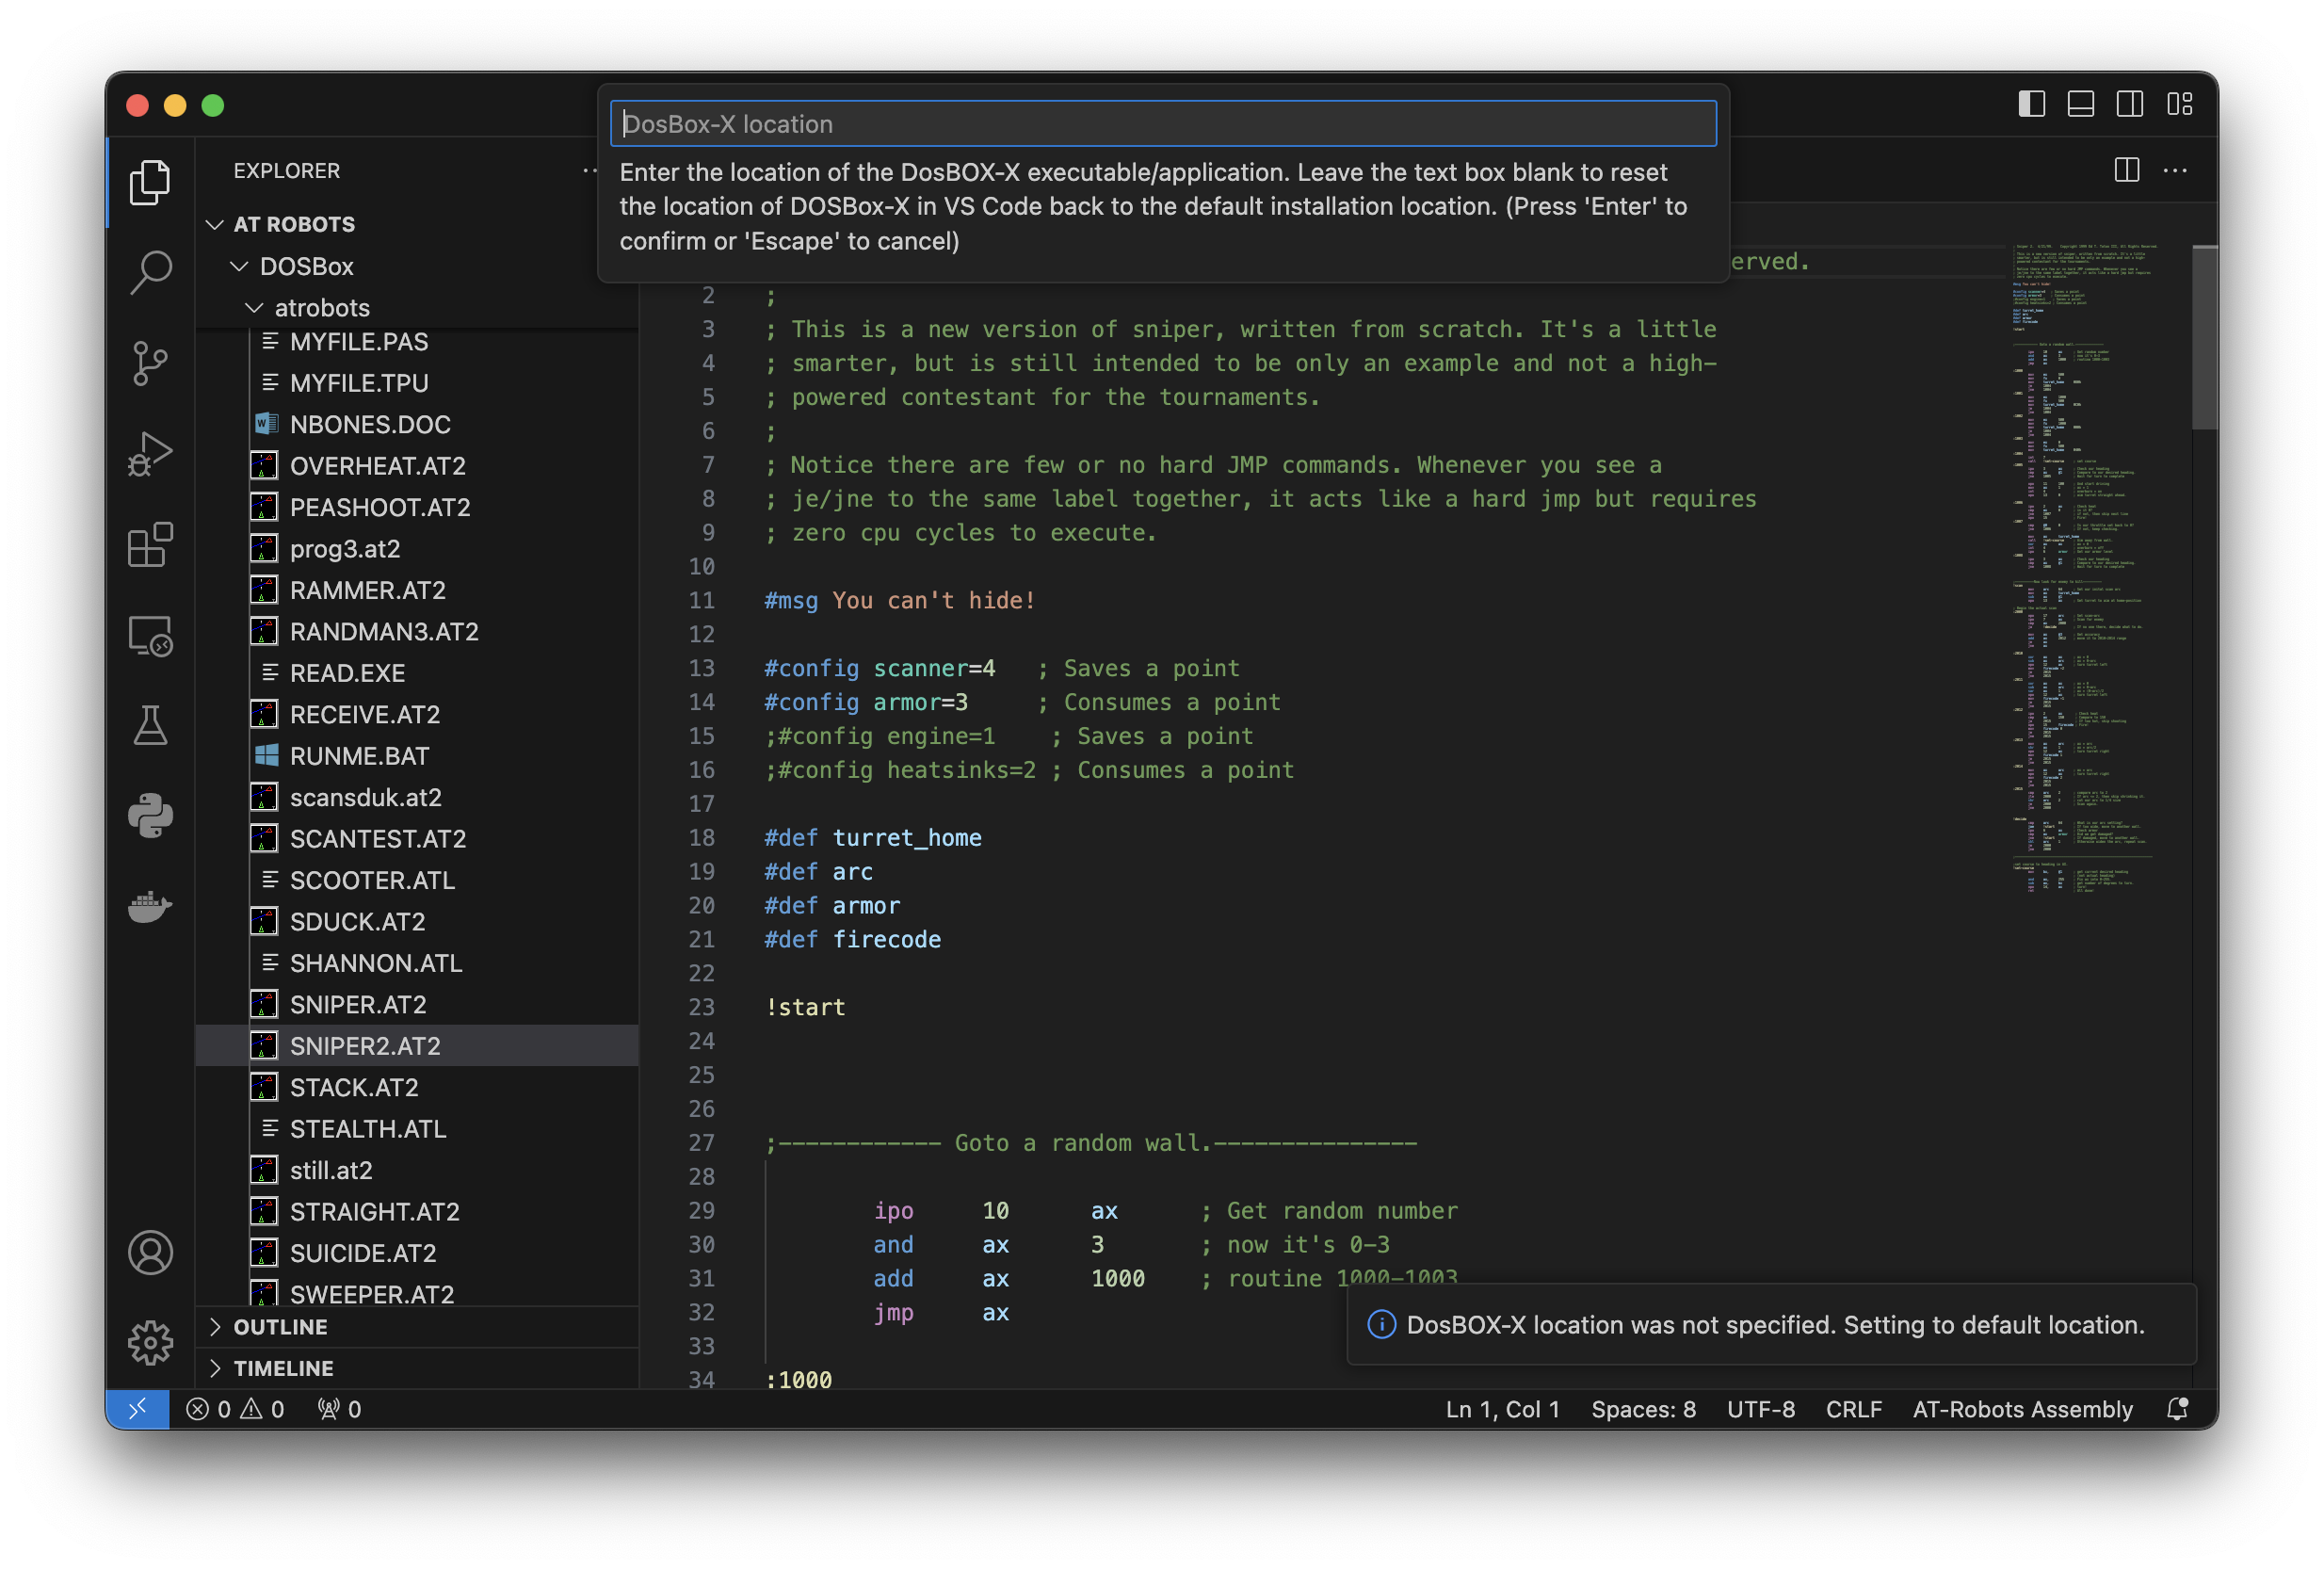 DosBox-X location
Enter the location of the DosBOX-X executable/application. Leave the text box blank to reset
the location of DOSBox-X in VS Code back to the default installation location. (Press 'Enter' to
confirm or 'Escape' to cancel)
EXPLORER
AT ROBOTS
DOSBox
atrobots
MYFILE.PAS
MYFILE.TPU
NBONES.DOC
OVERHEAT.AT2
PEASHOOT.AT2
prog3.at2
RAMMER.AT2
RANDMAN3.AT2
READ.EXE
RECEIVE.AT2
RUNME.BAT
scansduk.at2
SCANTEST.AT2
SCOOTER.ATL
SDUCK.AT2
SHANNON.ATL
SNIPER.AT2
SNIPER2.AT2
STACK.AT2
STEALTH.ATL
still.at2
STRAIGHT.AT2
SUICIDE.AT2
SWEEPER.AT2
OUTLINE
TIMELINE
erved.
2 ;
3 ; This is a new version of sniper, written from scratch. It's a little
4 ; smarter, but is still intended to be only an example and not a high-
5 ; powered contestant for the tournaments.
6 ;
7 ; Notice there are few or no hard JMP commands. Whenever you see a
8 ; je/jne to the same label together, it acts like a hard jmp but requires
9 ; zero cpu cycles to execute.
10
11 #msg You can't hide!
12
13 #config scanner=4 ; Saves a point
14 #config armor=3 ; Consumes a point
15 ;#config engine=1 ; Saves a point
16 ;#config heatsinks=2 ; Consumes a point
17
18 #def turret_home
19 #def arc
20 #def armor
21 #def firecode
22
23 !start
24
25
26
27 ;------------ Goto a random wall.---------------
28
29 ipo 10 ax ; Get random number
30 and ax 3 ; now it's 0-3
31 add ax 1000 ; routine 1000-1003
32 jmp ax
33
34 :1000
DosBOX-X location was not specified. Setting to default location.
0 0 0
Ln 1, Col 1 Spaces: 8 UTF-8 CRLF AT-Robots Assembly